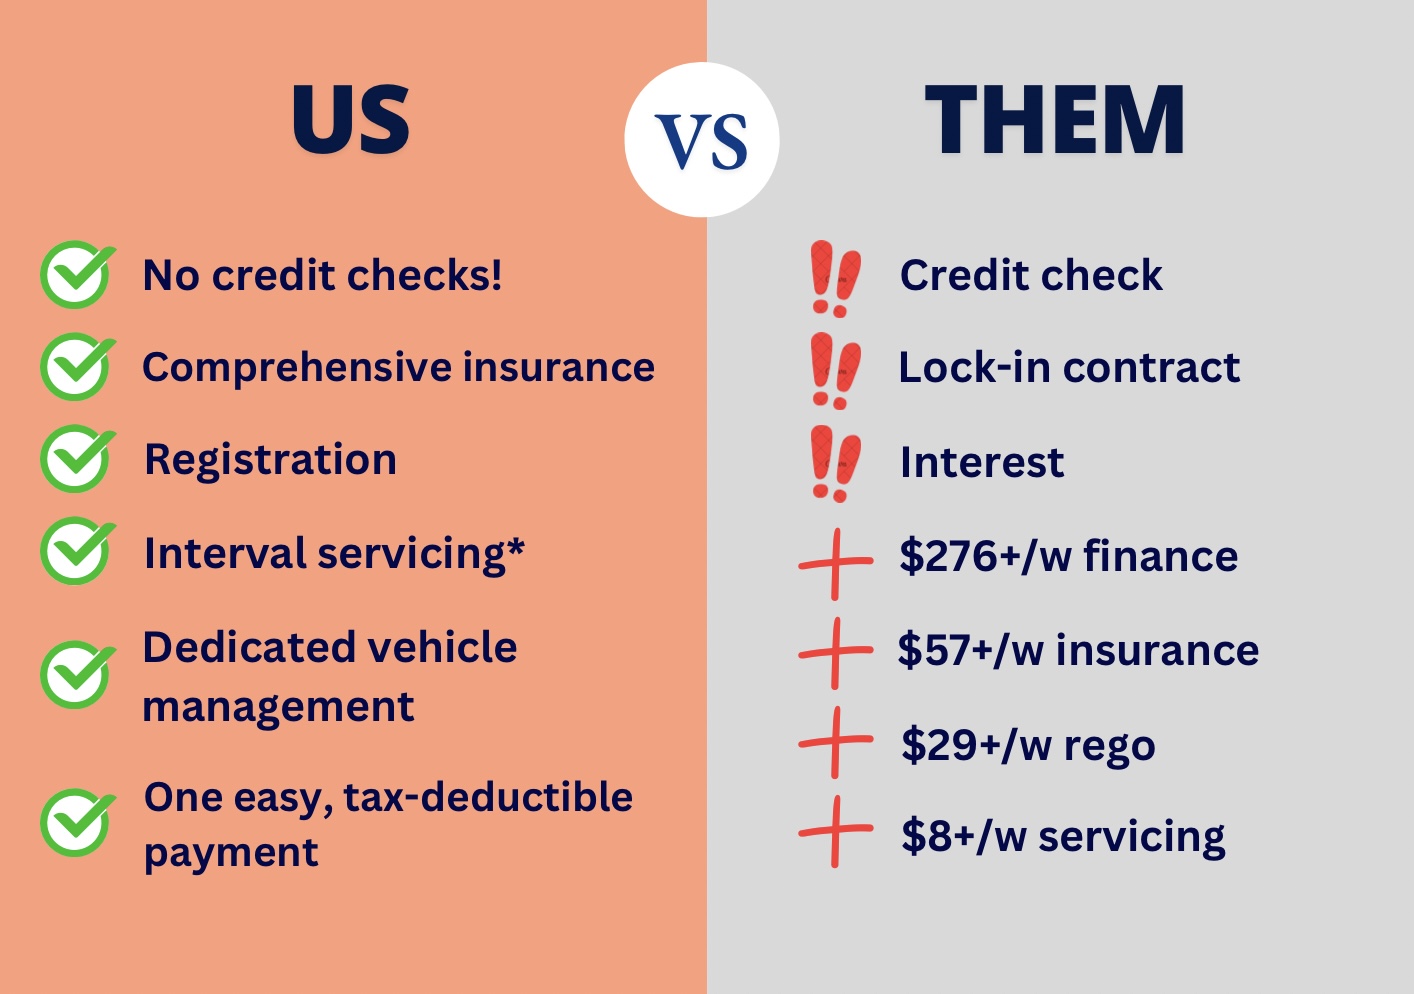 US
VS
THEM
No credit checks!
Comprehensive insurance
Registration
Interval servicing*
Dedicated vehicle
management
One easy, tax-deductible
payment
Credit check
Lock-in contract
Interest
$276+/w finance
$57+/w insurance
$29+/w rego
$8+/w servicing